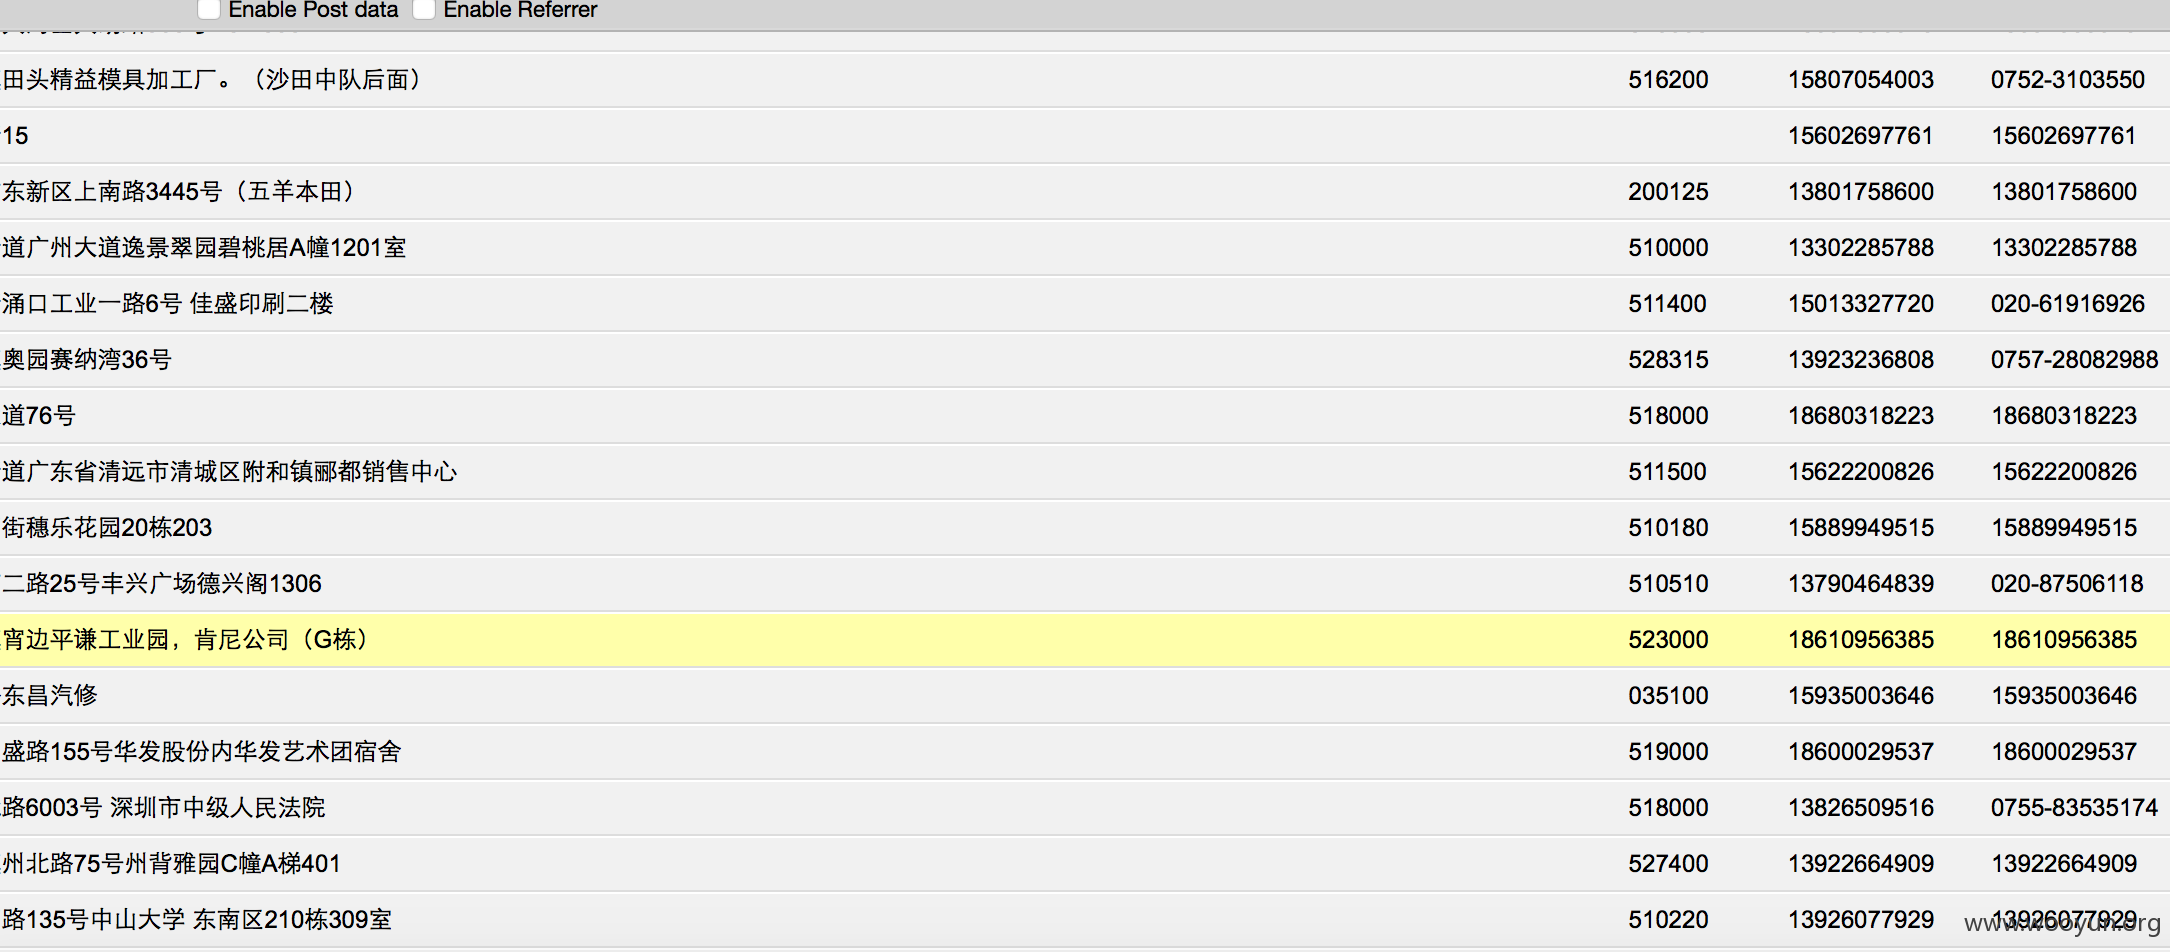 Enable Post data Enable Referrer
田头精益模具加工厂。（沙田中队后面） 516200 15807054003 0752-3103550
15 15602697761 15602697761
东新区上南路3445号（五羊本田） 200125 13801758600 13801758600
道广州大道逸景翠园碧桃居A幢1201室 510000 13302285788 13302285788
涌口工业一路6号 佳盛印刷二楼 511400 15013327720 020-61916926
奥园赛纳湾36号 528315 13923236808 0757-28082988
道76号 518000 18680318223 18680318223
道广东省清远市清城区附和镇郦都销售中心 511500 15622200826 15622200826
街穗乐花园20栋203 510180 15889949515 15889949515
二路25号丰兴广场德兴阁1306 510510 13790464839 020-87506118
宵边平谦工业园，肯尼公司（G栋） 523000 18610956385 18610956385
东昌汽修 035100 15935003646 15935003646
盛路155号华发股份内华发艺术团宿舍 519000 18600029537 18600029537
路6003号 深圳市中级人民法院 518000 13826509516 0755-83535174
州北路75号州背雅园C幢A梯401 527400 13922664909 13922664909
路135号中山大学 东南区210栋309室 510220 13926077929 13926077929
www.wooyun.org